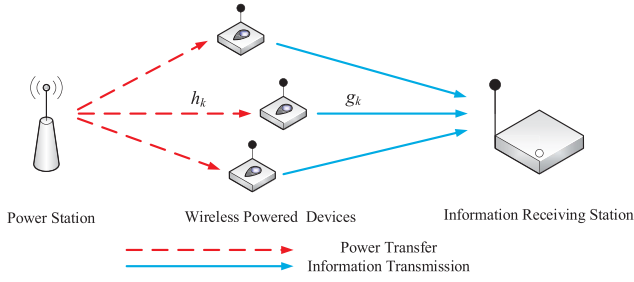 h_k
g_k
Power Station
Wireless Powered Devices
Information Receiving Station
Power Transfer
Information Transmission